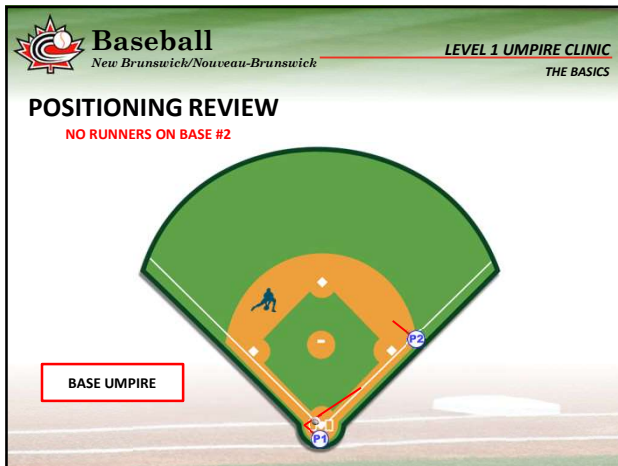 Baseball
New Brunswick/Nouveau-Brunswick
LEVEL 1 UMPIRE CLINIC
THE BASICS
POSITIONING REVIEW
NO RUNNERS ON BASE #2
P2
BASE UMPIRE
P1